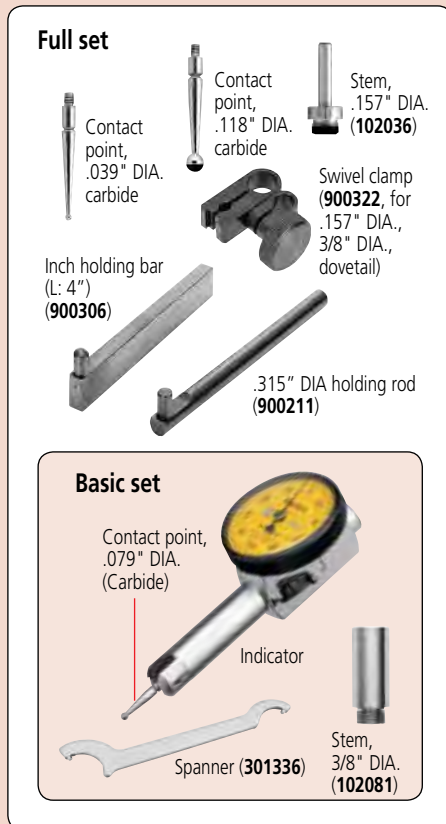 Full set
Contact
point,
.039" DIA.
carbide
Contact
point,
.118" DIA.
carbide
Stem,
.157" DIA.
(102036)
Swivel clamp
(900322, for
.157" DIA.,
3/8" DIA.,
dovetail)
Inch holding bar
(L: 4”)
(900306)
.315” DIA holding rod
(900211)
Basic set
Contact point,
.079" DIA.
(Carbide)
Indicator
Spanner (301336)
Stem,
3/8" DIA.
(102081)